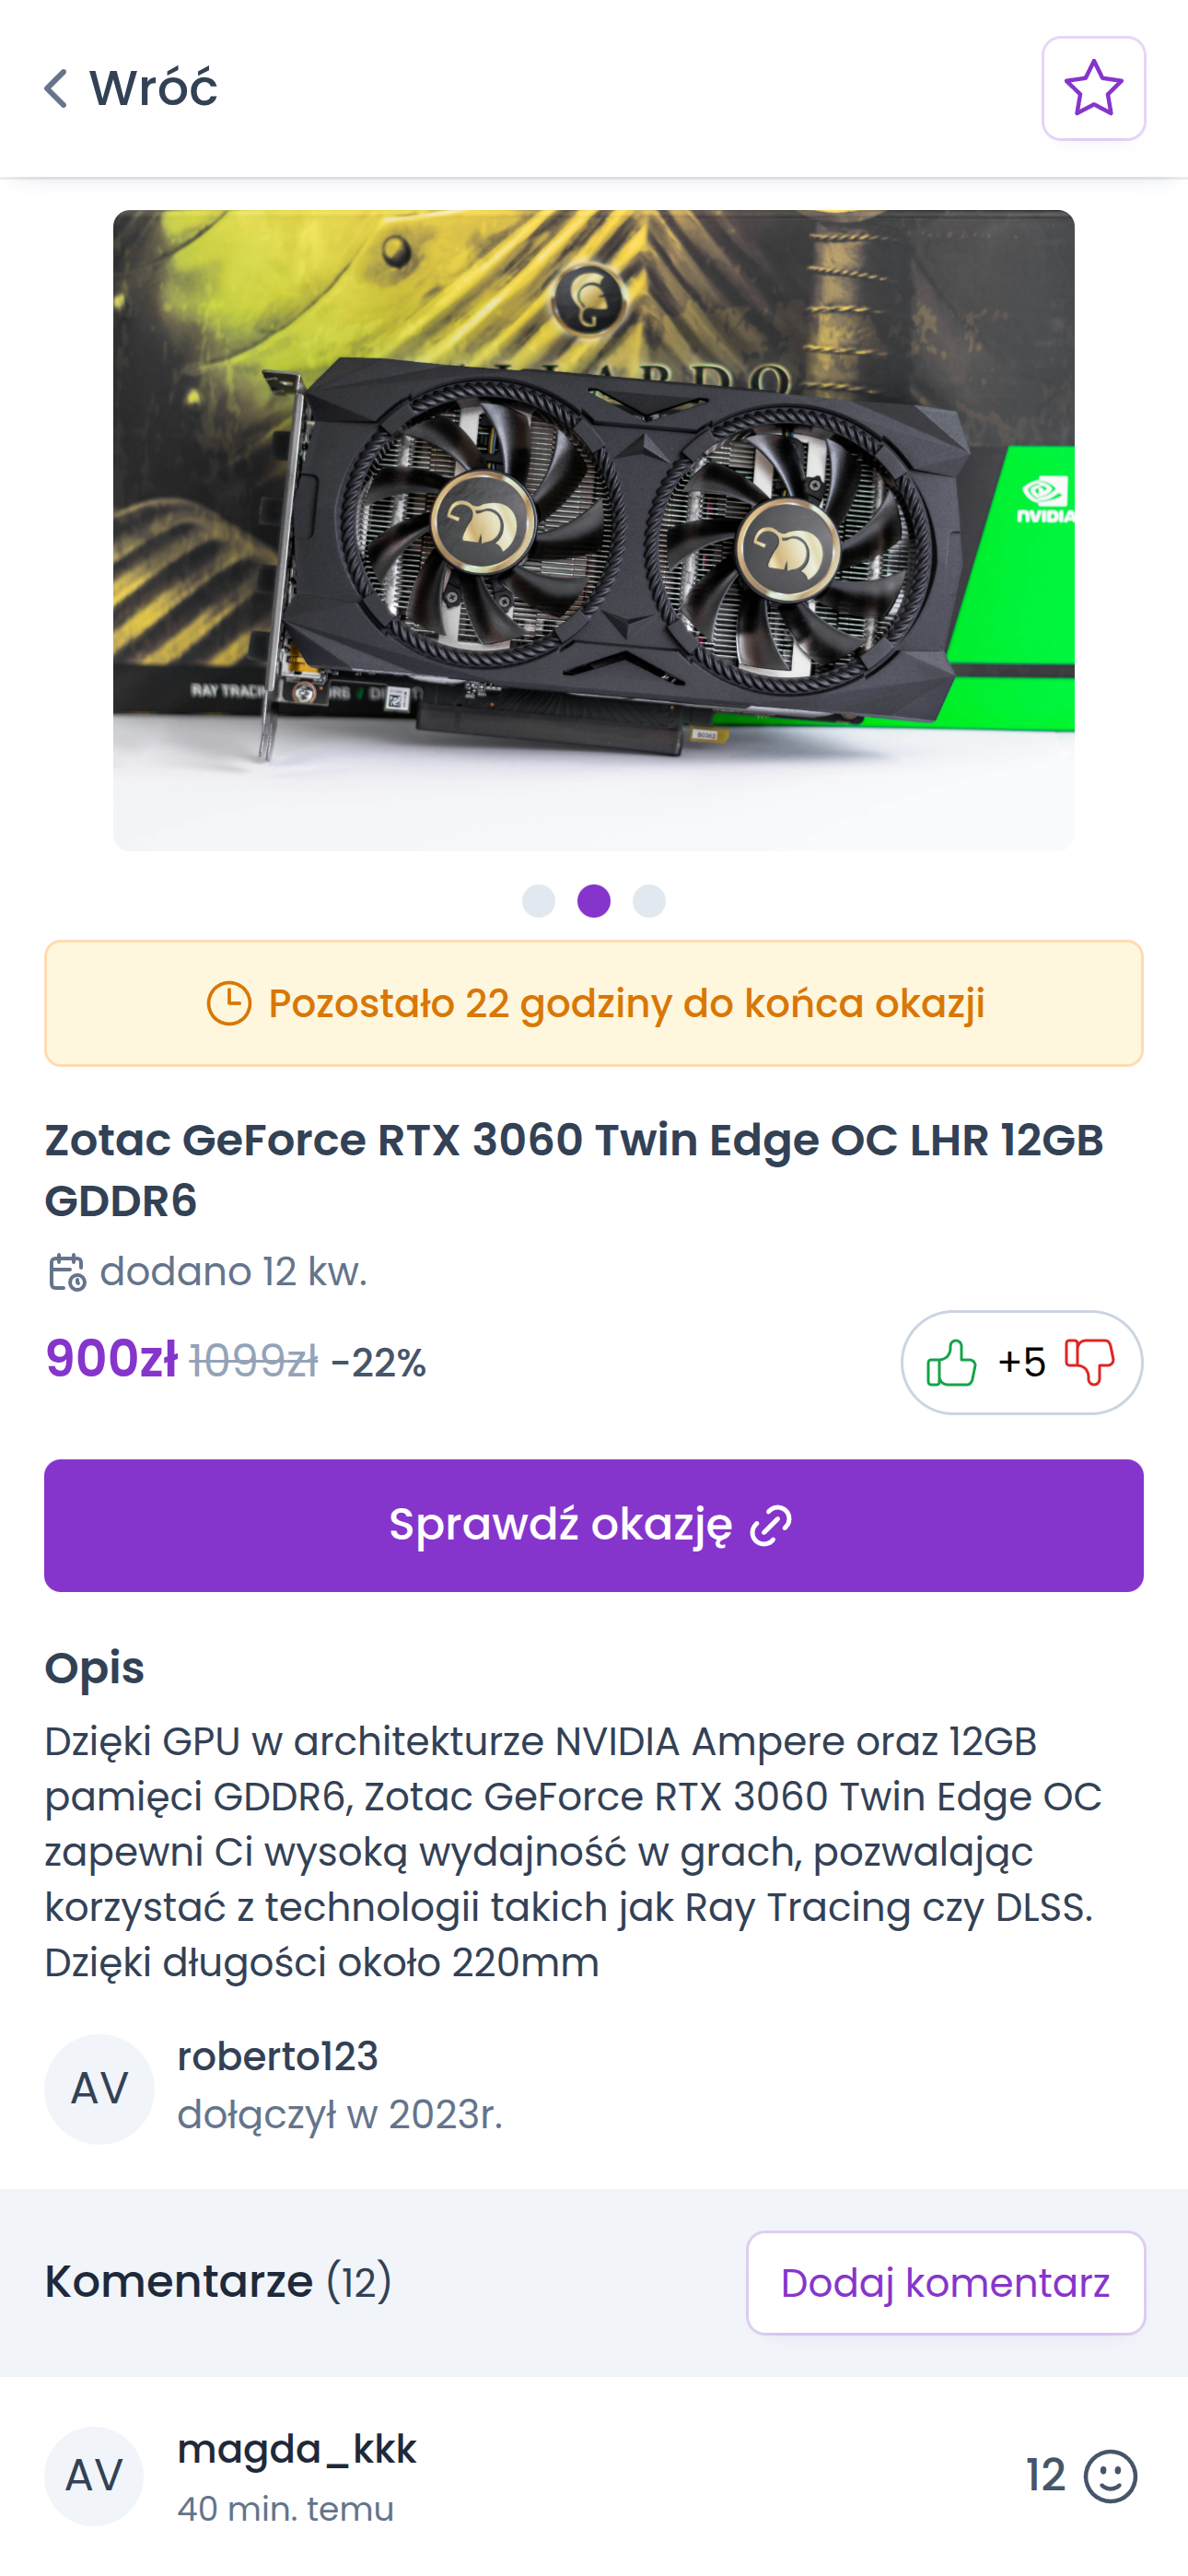 Wróć
NVIDIA
Pozostało 22 godziny do końca okazji
Zotac GeForce RTX 3060 Twin Edge OC LHR 12GB
GDDR6
dodano 12 kw.
900zł 1099zł -22%
+5
Sprawdź okazję
Opis
Dzięki GPU w architekturze NVIDIA Ampere oraz 12GB
pamięci GDDR6, Zotac GeForce RTX 3060 Twin Edge OC
zapewni Ci wysoką wydajność w grach, pozwalając
korzystać z technologii takich jak Ray Tracing czy DLSS.
Dzięki długości około 220mm
AV
roberto123
dołączył w 2023r.
Komentarze (12)
Dodaj komentarz
AV
magda_kkk
40 min. temu
12